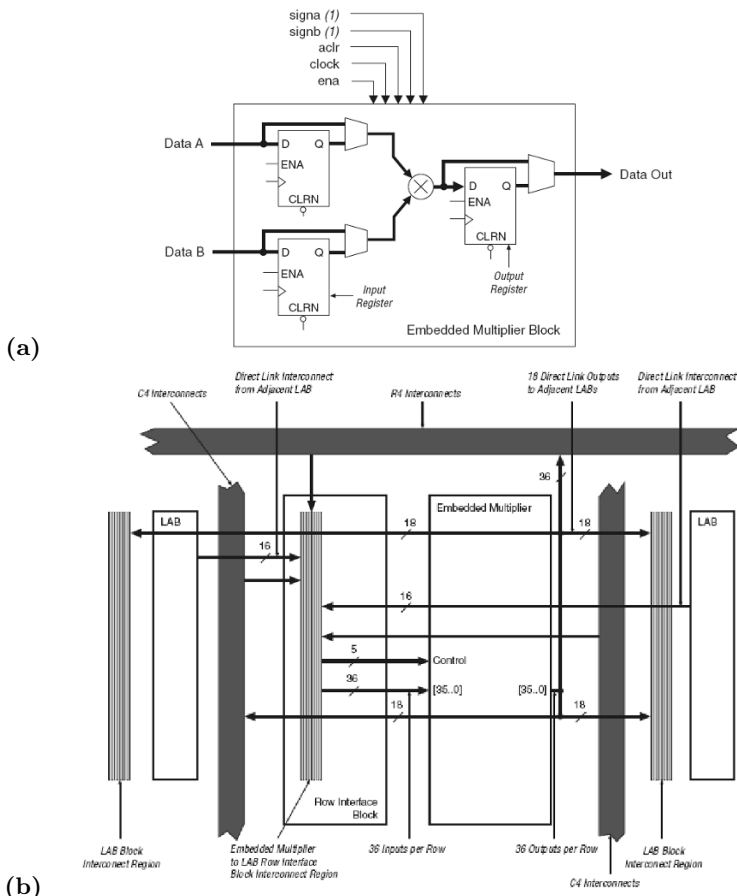 signa (1)
signb (1)
aclr
clock
ena
Data A
D Q
ENA
CLRN
Data B
D Q
ENA
CLRN
Input
Register
D Q
ENA
CLRN
Output
Register
Data Out
Embedded Multiplier Block
(a)
C4 Interconnects
Direct Link Interconnect
from Adjacent LAB
R4 Interconnects
18 Direct Link Outputs
to Adjacent LABs
Direct Link Interconnect
from Adjacent LAB
36
LAB
Embedded Multiplier
LAB
18
18
16
16
5
Control
36
[35..0]
[35..0]
18
18
Row Interface
Block
LAB Block
Interconect Region
Embedded Multiplier
to LAB Row Interface
Block Interconnect Region
36 Inputs per Row
36 Outputs per Row
C4 Interconnects
LAB Block
Interconect Region
(b)